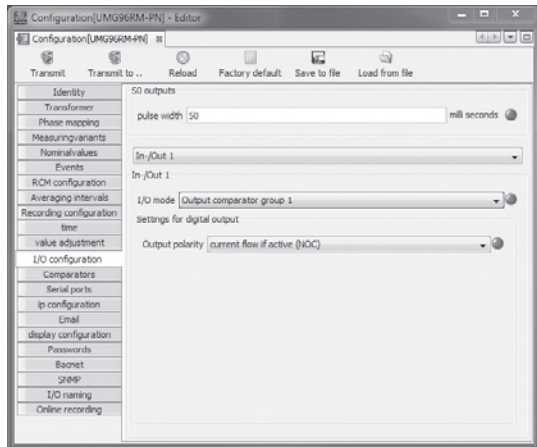 Configuration[UMG96RM-PN] - Editor
Configuration[UMG96RM-PN]
Transmit
Transmit to ..
Reload
Factory default
Save to file
Load from file
Identity
Transformer
Phase mapping
Measuringvariants
Nominalvalues
Events
RCM configuration
Averaging intervals
Recording configuration
time
value adjustment
I/O configuration
Comparators
Serial ports
ip configuration
Email
display configuration
Passwords
Bacnet
SNMP
I/O naming
Online recording
S0 outputs
pulse width 50 milli seconds
In-/Out 1
In-/Out 1
I/O mode Output comparator group 1
Settings for digital output
Output polarity current flow if active (NOC)